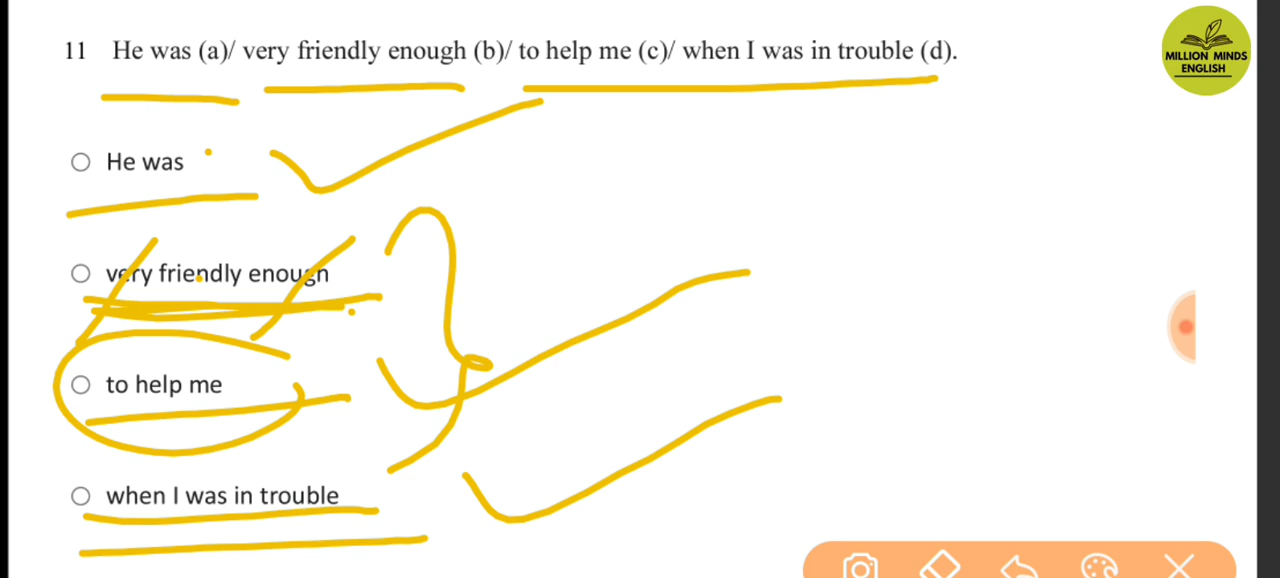 11 He was (a)/ very friendly enough (b)/ to help me (c)/ when I was in trouble (d).
MILLION MINDS
ENGLISH
He was
very friendly enough
to help me
when I was in trouble